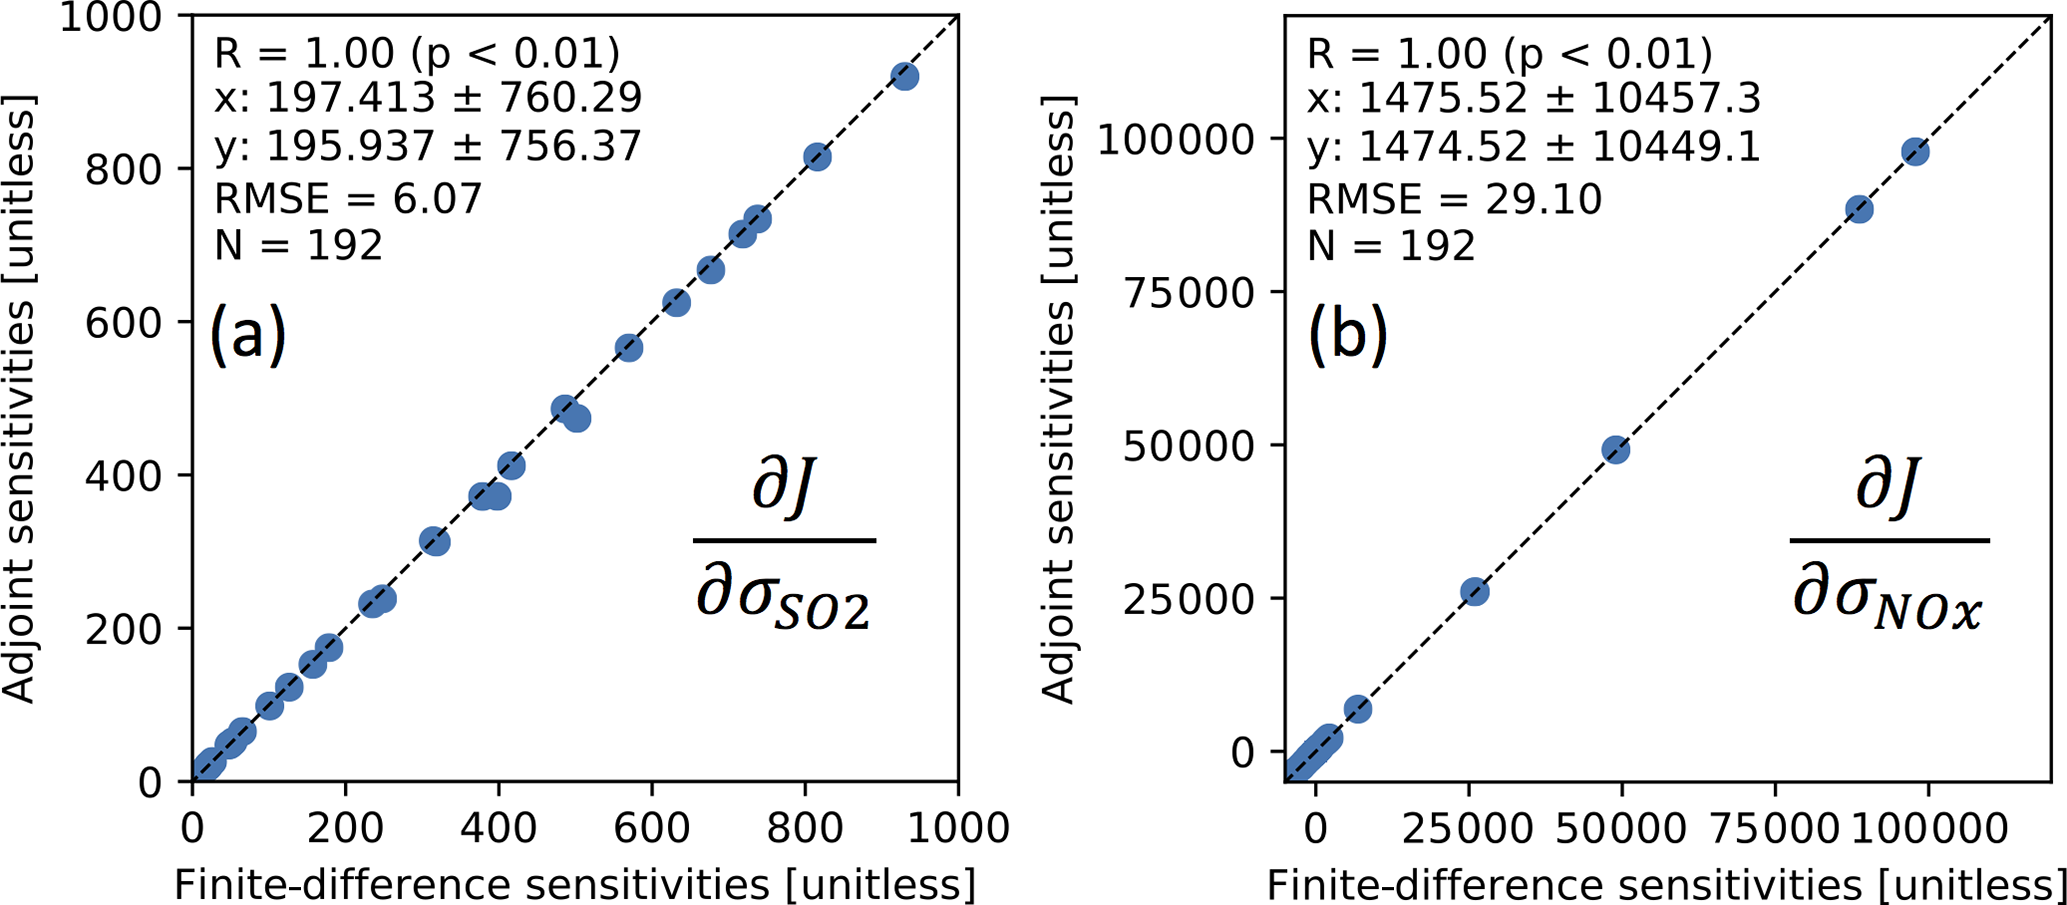 R = 1.00 (p < 0.01)
x: 197.413 ± 760.29
y: 195.937 ± 756.37
RMSE = 6.07
N = 192
(a)
∂J
∂σSO2
1000
800
600
400
200
0
0 200 400 600 800 1000
Adjoint sensitivities [unitless]
Finite-difference sensitivities [unitless]
R = 1.00 (p < 0.01)
x: 1475.52 ± 10457.3
y: 1474.52 ± 10449.1
RMSE = 29.10
N = 192
(b)
∂J
∂σNOx
100000
75000
50000
25000
0
0 25000 50000 75000 100000
Adjoint sensitivities [unitless]
Finite-difference sensitivities [unitless]